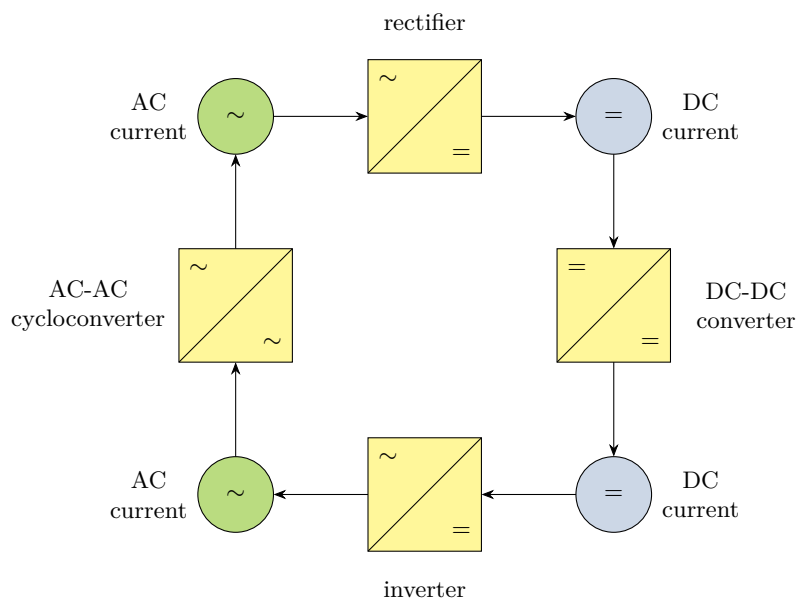 rectifier
AC
current
∼
∼
=
=
DC
current
AC-AC
cycloconverter
∼
∼
=
=
DC-DC
converter
AC
current
∼
∼
=
=
DC
current
inverter